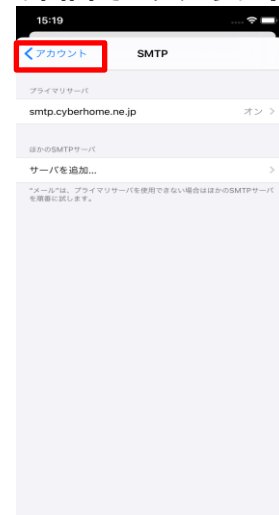 15:19
アカウント
SMTP
プライマリサーバ
smtp.cyberhome.ne.jp
オン
ほかのSMTPサーバ
サーバを追加...
"メール"は、プライマリサーバを使用できない場合はほかのSMTPサーバ
を順番に試します。